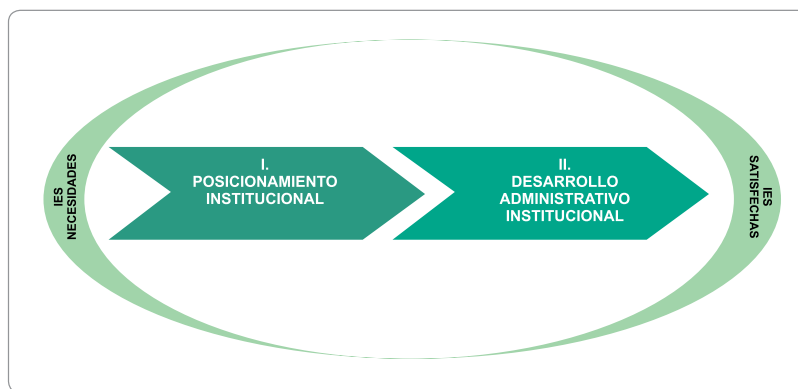 IES
NECESIDADES
I.
POSICIONAMIENTO
INSTITUCIONAL
II.
DESARROLLO
ADMINISTRATIVO
INSTITUCIONAL
IES
SATISFECHAS